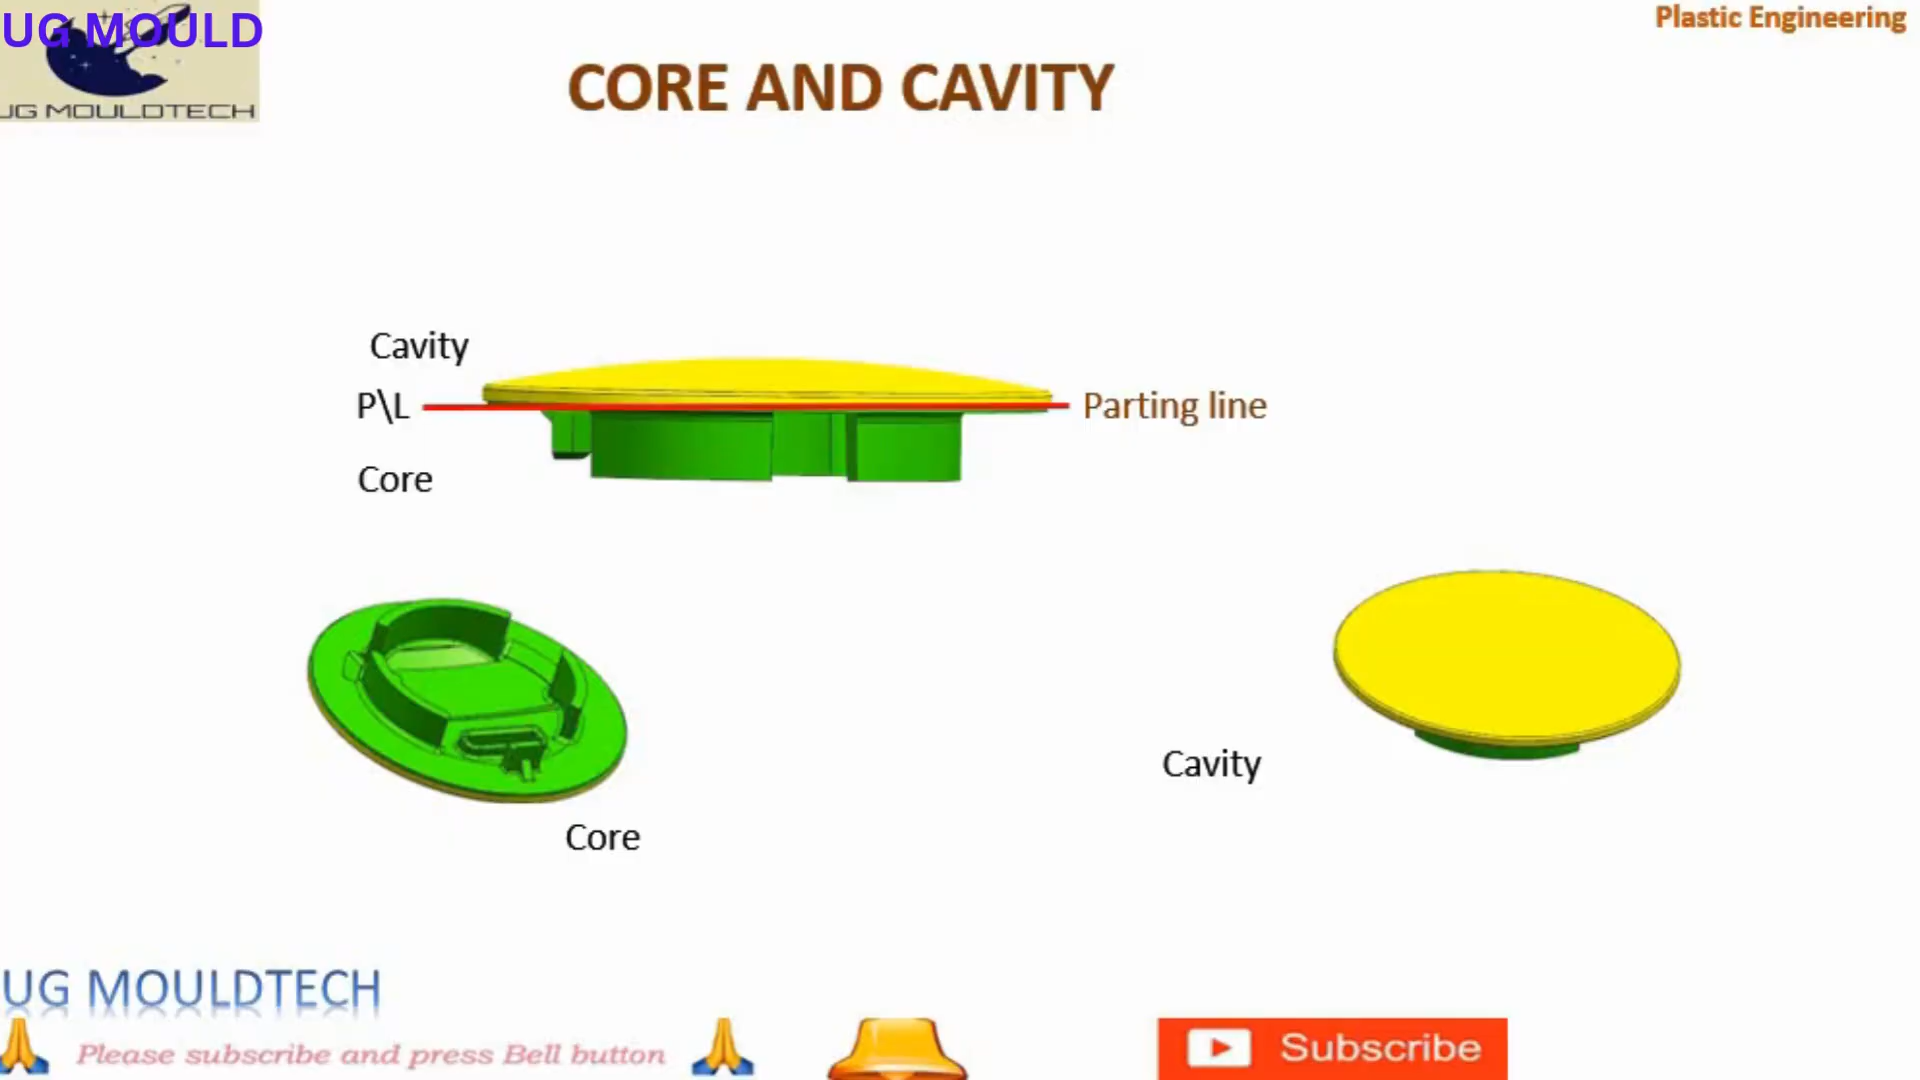 UG MOULD
UG MOULDTECH
Plastic Engineering
CORE AND CAVITY
Cavity
P\L
Parting line
Core
Cavity
Core
UG MOULDTECH
Please subscribe and press Bell button
Subscribe